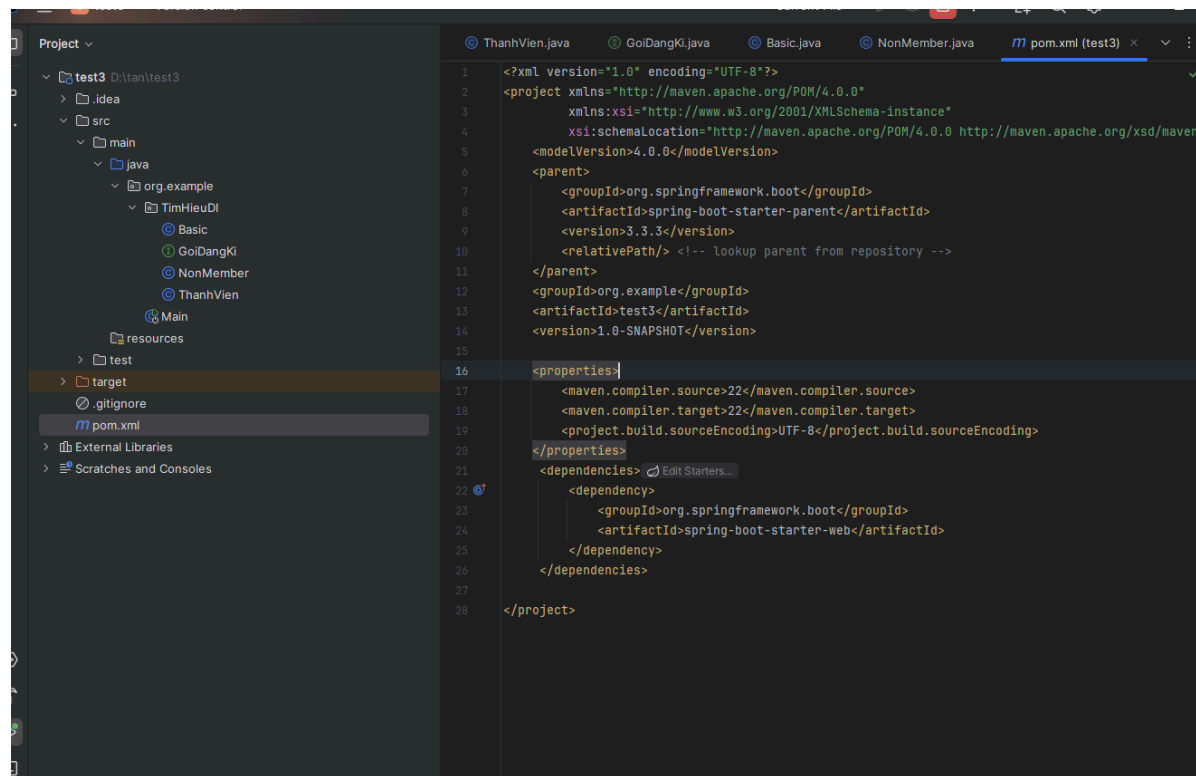 Project
ThanhVien.java
GoiDangKi.java
Basic.java
NonMember.java
pom.xml (test3)
test3 D:\tan\test3
.idea
src
main
java
org.example
TimHieuDI
Basic
GoiDangKi
NonMember
ThanhVien
Main
resources
test
target
.gitignore
pom.xml
External Libraries
Scratches and Consoles
1 <?xml version="1.0" encoding="UTF-8"?>
2 <project xmlns="http://maven.apache.org/POM/4.0.0"
3 xmlns:xsi="http://www.w3.org/2001/XMLSchema-instance"
4 xsi:schemaLocation="http://maven.apache.org/POM/4.0.0 http://maven.apache.org/xsd/maven
5 <modelVersion>4.0.0</modelVersion>
6 <parent>
7 <groupId>org.springframework.boot</groupId>
8 <artifactId>spring-boot-starter-parent</artifactId>
9 <version>3.3.3</version>
10 <relativePath/> <!-- lookup parent from repository -->
11 </parent>
12 <groupId>org.example</groupId>
13 <artifactId>test3</artifactId>
14 <version>1.0-SNAPSHOT</version>
15
16 <properties>
17 <maven.compiler.source>22</maven.compiler.source>
18 <maven.compiler.target>22</maven.compiler.target>
19 <project.build.sourceEncoding>UTF-8</project.build.sourceEncoding>
20 </properties>
21 <dependencies> Edit Starters...
22 <dependency>
23 <groupId>org.springframework.boot</groupId>
24 <artifactId>spring-boot-starter-web</artifactId>
25 </dependency>
26 </dependencies>
27
28 </project>